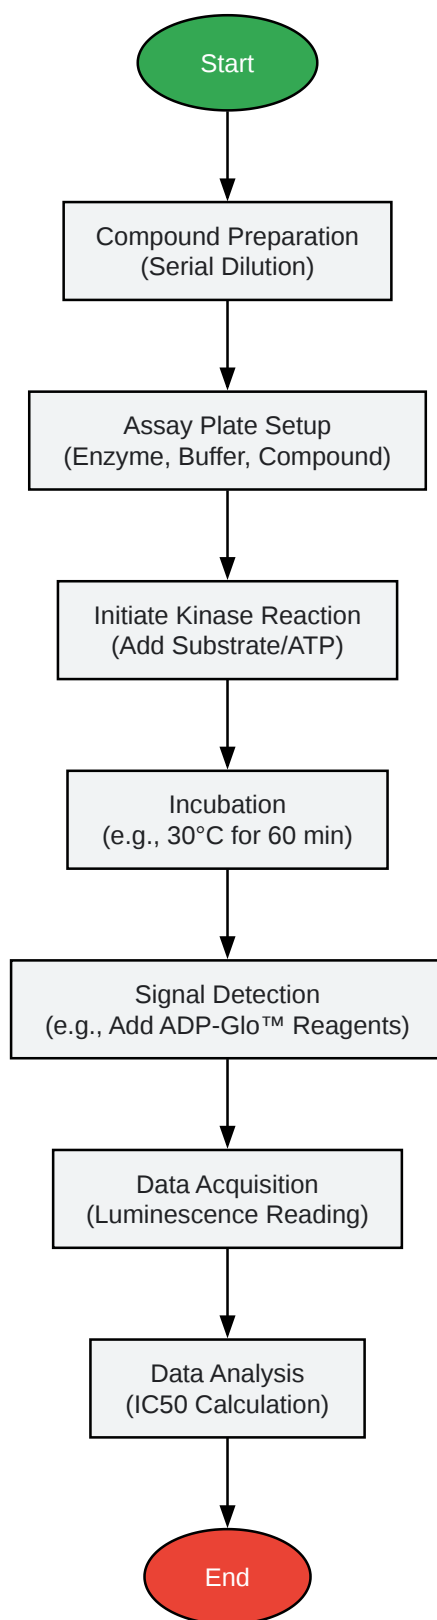 Start
Compound Preparation
(Serial Dilution)
Assay Plate Setup
(Enzyme, Buffer, Compound)
Initiate Kinase Reaction
(Add Substrate/ATP)
Incubation
(e.g., 30°C for 60 min)
Signal Detection
(e.g., Add ADP-Glo™ Reagents)
Data Acquisition
(Luminescence Reading)
Data Analysis
(IC50 Calculation)
End